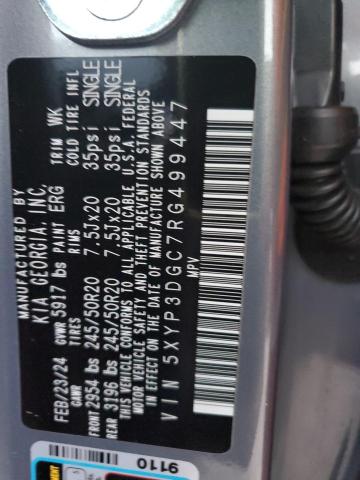 MANUFACTURED BY
KIA GEORGIA, INC.
FEB/23/24 GVWR 5917 lbs PAINT ERG TRIM WK
GAWR TIRES RIMS COLD TIRE INFL
FRONT 2954 lbs 245/50R20 7.5Jx20 35psi SINGLE
REAR 3196 lbs 245/50R20 7.5Jx20 35psi SINGLE
THIS VEHICLE CONFORMS TO ALL APPLICABLE U.S.A. FEDERAL
MOTOR VEHICLE SAFETY AND THEFT PREVENTION STANDARDS
IN EFFECT ON THE DATE OF MANUFACTURE SHOWN ABOVE
VIN 5XYP3DGC7RG499447
MPV
9110